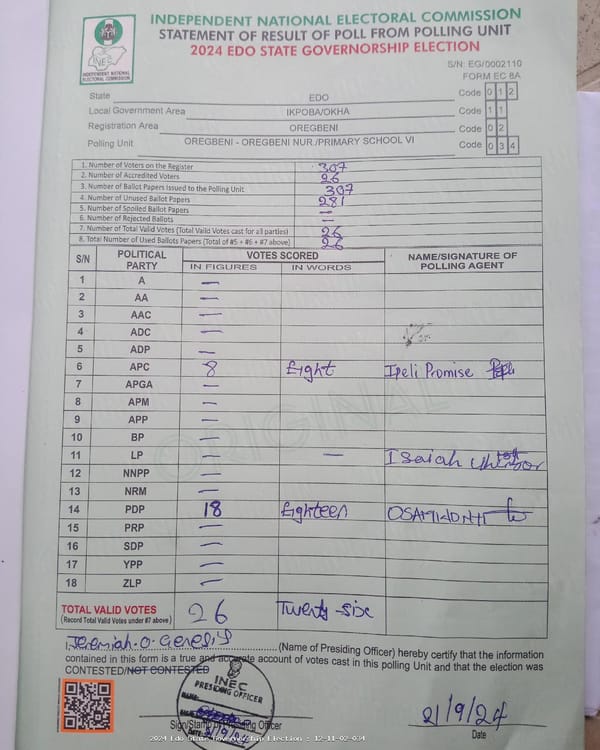 INDEPENDENT NATIONAL ELECTORAL COMMISSION
STATEMENT OF RESULT OF POLL FROM POLLING UNIT
2024 EDO STATE GOVERNORSHIP ELECTION
INEC
INDEPENDENT NATIONAL ELECTORAL COMMISSION
S/N: EG/0002110
FORM EC 8A
State EDO Code 0 1 2
Local Government Area IKPOBA/OKHA Code 1 1
Registration Area OREGBENI Code 0 2
Polling Unit OREGBENI - OREGBENI NUR./PRIMARY SCHOOL VI Code 0 3 4
1. Number of Voters on the Register 307
2. Number of Accredited Voters 26
3. Number of Ballot Papers Issued to the Polling Unit 307
4. Number of Unused Ballot Papers 281
5. Number of Spoiled Ballot Papers —
6. Number of Rejected Ballots —
7. Number of Total Valid Votes (Total Valid Votes cast for all parties) 26
8. Total Number of Used Ballots Papers (Total of #5 + #6 + #7 above) 26
S/N POLITICAL PARTY VOTES SCORED NAME/SIGNATURE OF POLLING AGENT
IN FIGURES IN WORDS
1 A —
2 AA —
3 AAC —
4 ADC —
5 ADP —
6 APC 8 Eight Ipeli Promise
7 APGA —
8 APM —
9 APP —
10 BP —
11 LP — — Isaiah
12 NNPP —
13 NRM —
14 PDP 18 Eighteen
15 PRP —
16 SDP —
17 YPP —
18 ZLP —
ORIGINAL
TOTAL VALID VOTES 26 Twenty-six
(Record Total Valid Votes under #7 above)
I, Jeremiah-O-Genesis (Name of Presiding Officer) hereby certify that the information
contained in this form is a true and accurate account of votes cast in this polling Unit and that the election was
CONTESTED/NOT CONTESTED
INEC
PRESIDING OFFICER
NAME:
DATE:
Sign/Stamp by Presiding Officer
21/9/24
Date
2024 Edo State Governorship Election : 12-11-02-034